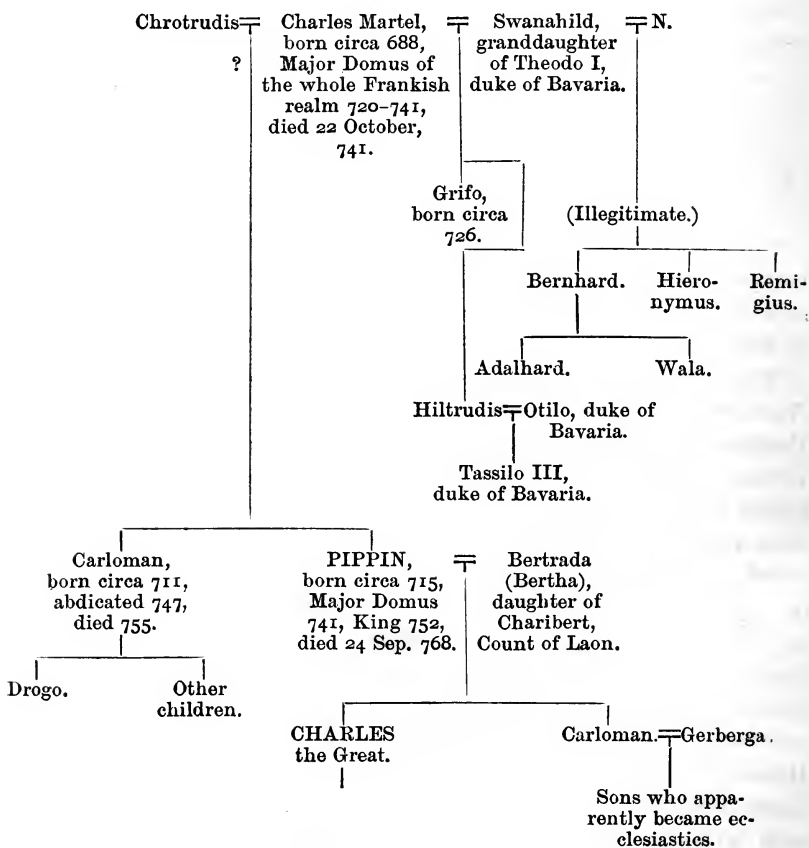 Chrotrudis
?
Charles Martel,
born circa 688,
Major Domus of
the whole Frankish
realm 720-741,
died 22 October,
741.
Swanahild,
granddaughter
of Theodo I,
duke of Bavaria.
N.
Grifo,
born circa
726.
(Illegitimate.)
Bernhard.
Hiero-
nymus.
Remi-
gius.
Adalhard.
Wala.
Hiltrudis
Otilo, duke of
Bavaria.
Tassilo III,
duke of Bavaria.
Carloman,
born circa 711,
abdicated 747,
died 755.
PIPPIN,
born circa 715,
Major Domus
741, King 752,
died 24 Sep. 768.
Bertrada
(Bertha),
daughter of
Charibert,
Count of Laon.
Drogo.
Other
children.
CHARLES
the Great.
Carloman.
Gerberga.
Sons who appa-
rently became ec-
clesiastics.